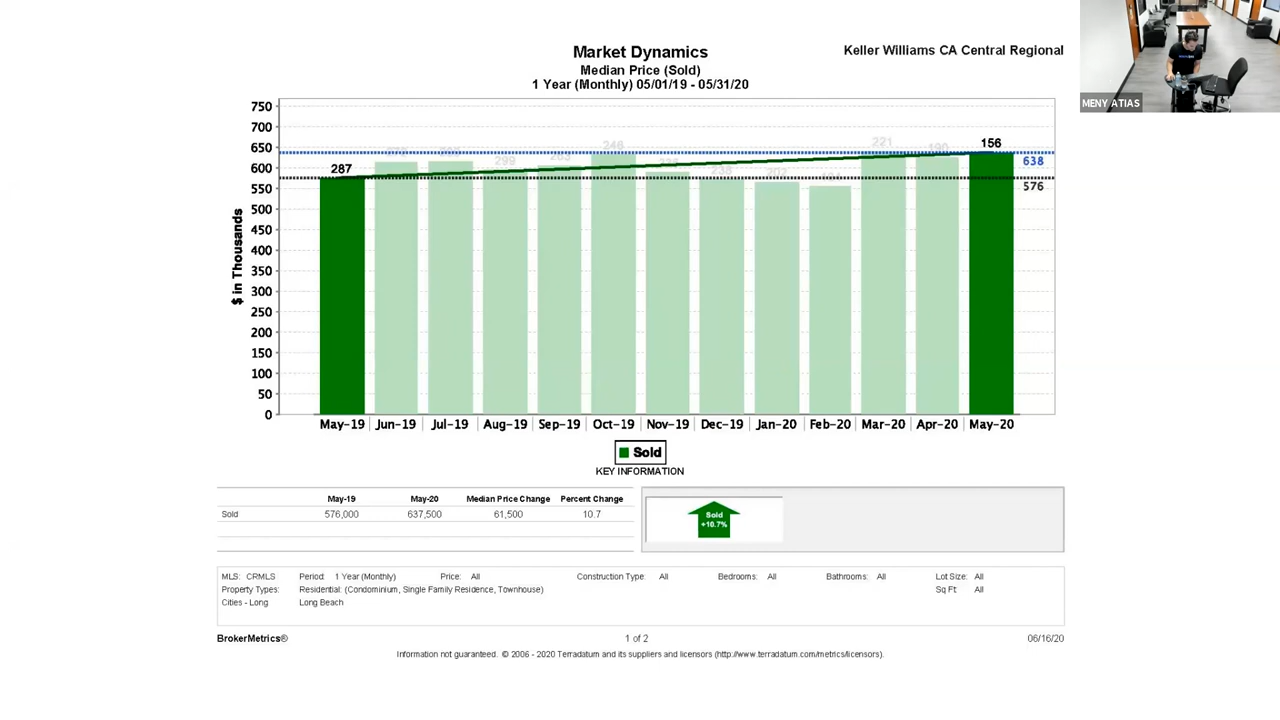 Market Dynamics
Keller Williams CA Central Regional
Median Price (Sold)
1 Year (Monthly) 05/01/19 - 05/31/20
MENY ATIAS
$ in Thousands
750
700
650
600
550
500
450
400
350
300
250
200
150
100
50
0
287
299
263
246
238
202
221
190
156
638
576
May-19 Jun-19 Jul-19 Aug-19 Sep-19 Oct-19 Nov-19 Dec-19 Jan-20 Feb-20 Mar-20 Apr-20 May-20
Sold
KEY INFORMATION
May-19 May-20 Median Price Change Percent Change
Sold 576,000 637,500 61,500 10.7
Sold
+10.7%
MLS: CRMLS Period: 1 Year (Monthly) Price: All Construction Type: All Bedrooms: All Bathrooms: All Lot Size: All
Property Types: Residential: (Condominium, Single Family Residence, Townhouse) Sq Ft: All
Cities - Long Long Beach
BrokerMetrics® 1 of 2 06/16/20
Information not guaranteed. © 2006 - 2020 Terradatum and its suppliers and licensors (http://www.terradatum.com/metrics/licensors).